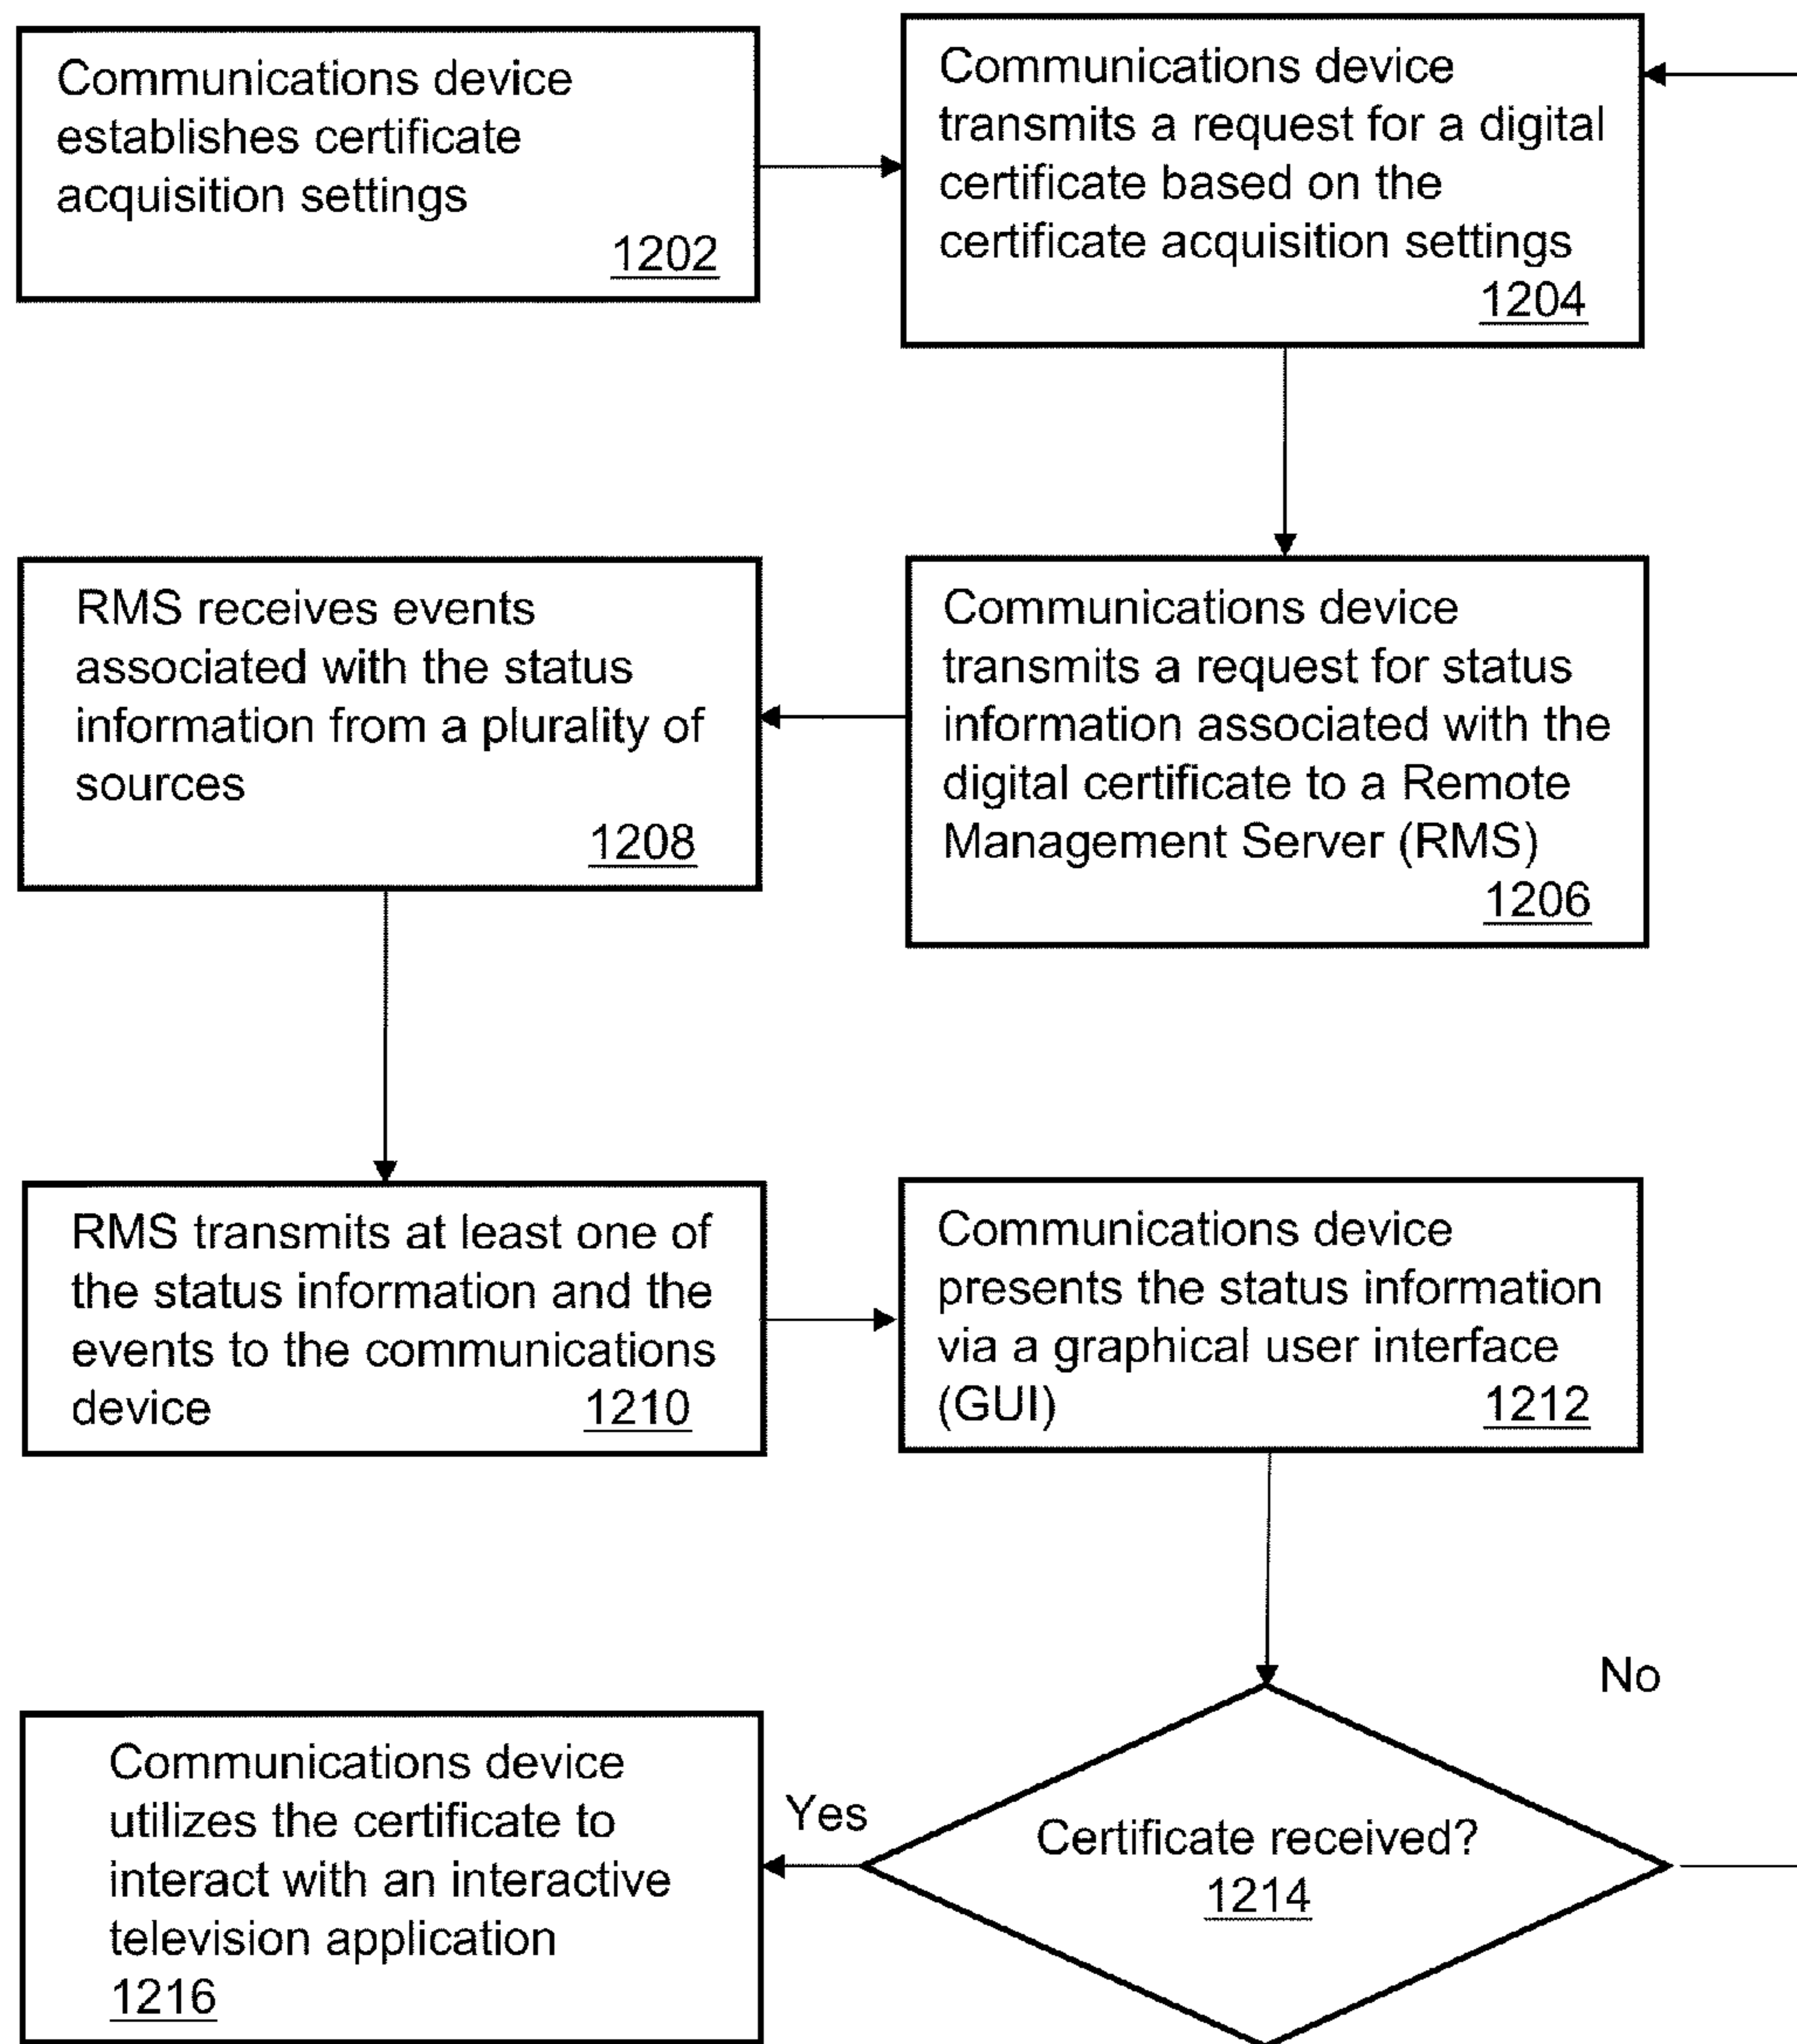 Communications device
establishes certificate
acquisition settings
1202
Communications device
transmits a request for a digital
certificate based on the
certificate acquisition settings
1204
Communications device
transmits a request for status
information associated with the
digital certificate to a Remote
Management Server (RMS)
1206
RMS receives events
associated with the status
information from a plurality of
sources
1208
RMS transmits at least one of
the status information and the
events to the communications
device
1210
Communications device
presents the status information
via a graphical user interface
(GUI)
1212
Certificate received?
1214
No
Yes
Communications device
utilizes the certificate to
interact with an interactive
television application
1216